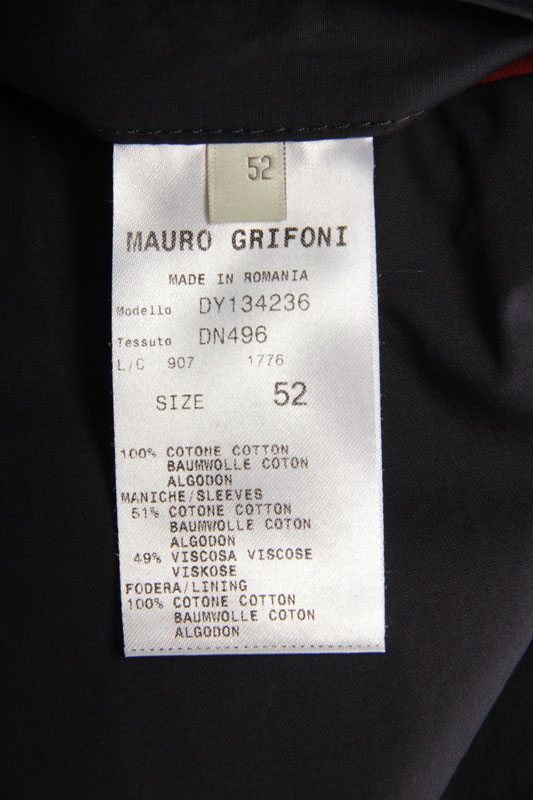 52
MAURO GRIFONI
MADE IN ROMANIA
Modello DY134236
Tessuto DN496
L/C 907 1776
SIZE 52
100% COTONE COTTON
BAUMWOLLE COTON
ALGODON
MANICHE/SLEEVES
51% COTONE COTTON
BAUMWOLLE COTON
ALGODON
49% VISCOSA VISCOSE
VISKOSE
FODERA/LINING
100% COTONE COTTON
BAUMWOLLE COTON
ALGODON